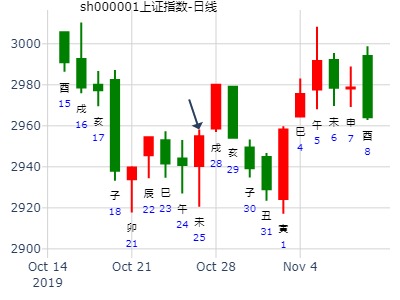 sh000001上证指数-日线
3000
2980
2960
2940
2920
2900
酉
15
戌
16
亥
17
子
18
卯
21
辰
22
巳
23
午
24
未
25
戌
28
亥
29
子
30
丑
31
寅
1
巳
4
午
5
未
6
申
7
酉
8
Oct 14
2019
Oct 21
Oct 28
Nov 4